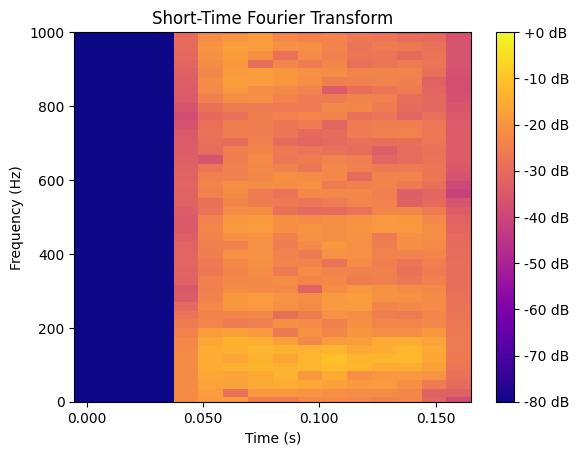 Short-Time Fourier Transform
1000
800
600
400
200
0
Frequency (Hz)
0.000
0.050
0.100
0.150
Time (s)
+0 dB
-10 dB
-20 dB
-30 dB
-40 dB
-50 dB
-60 dB
-70 dB
-80 dB